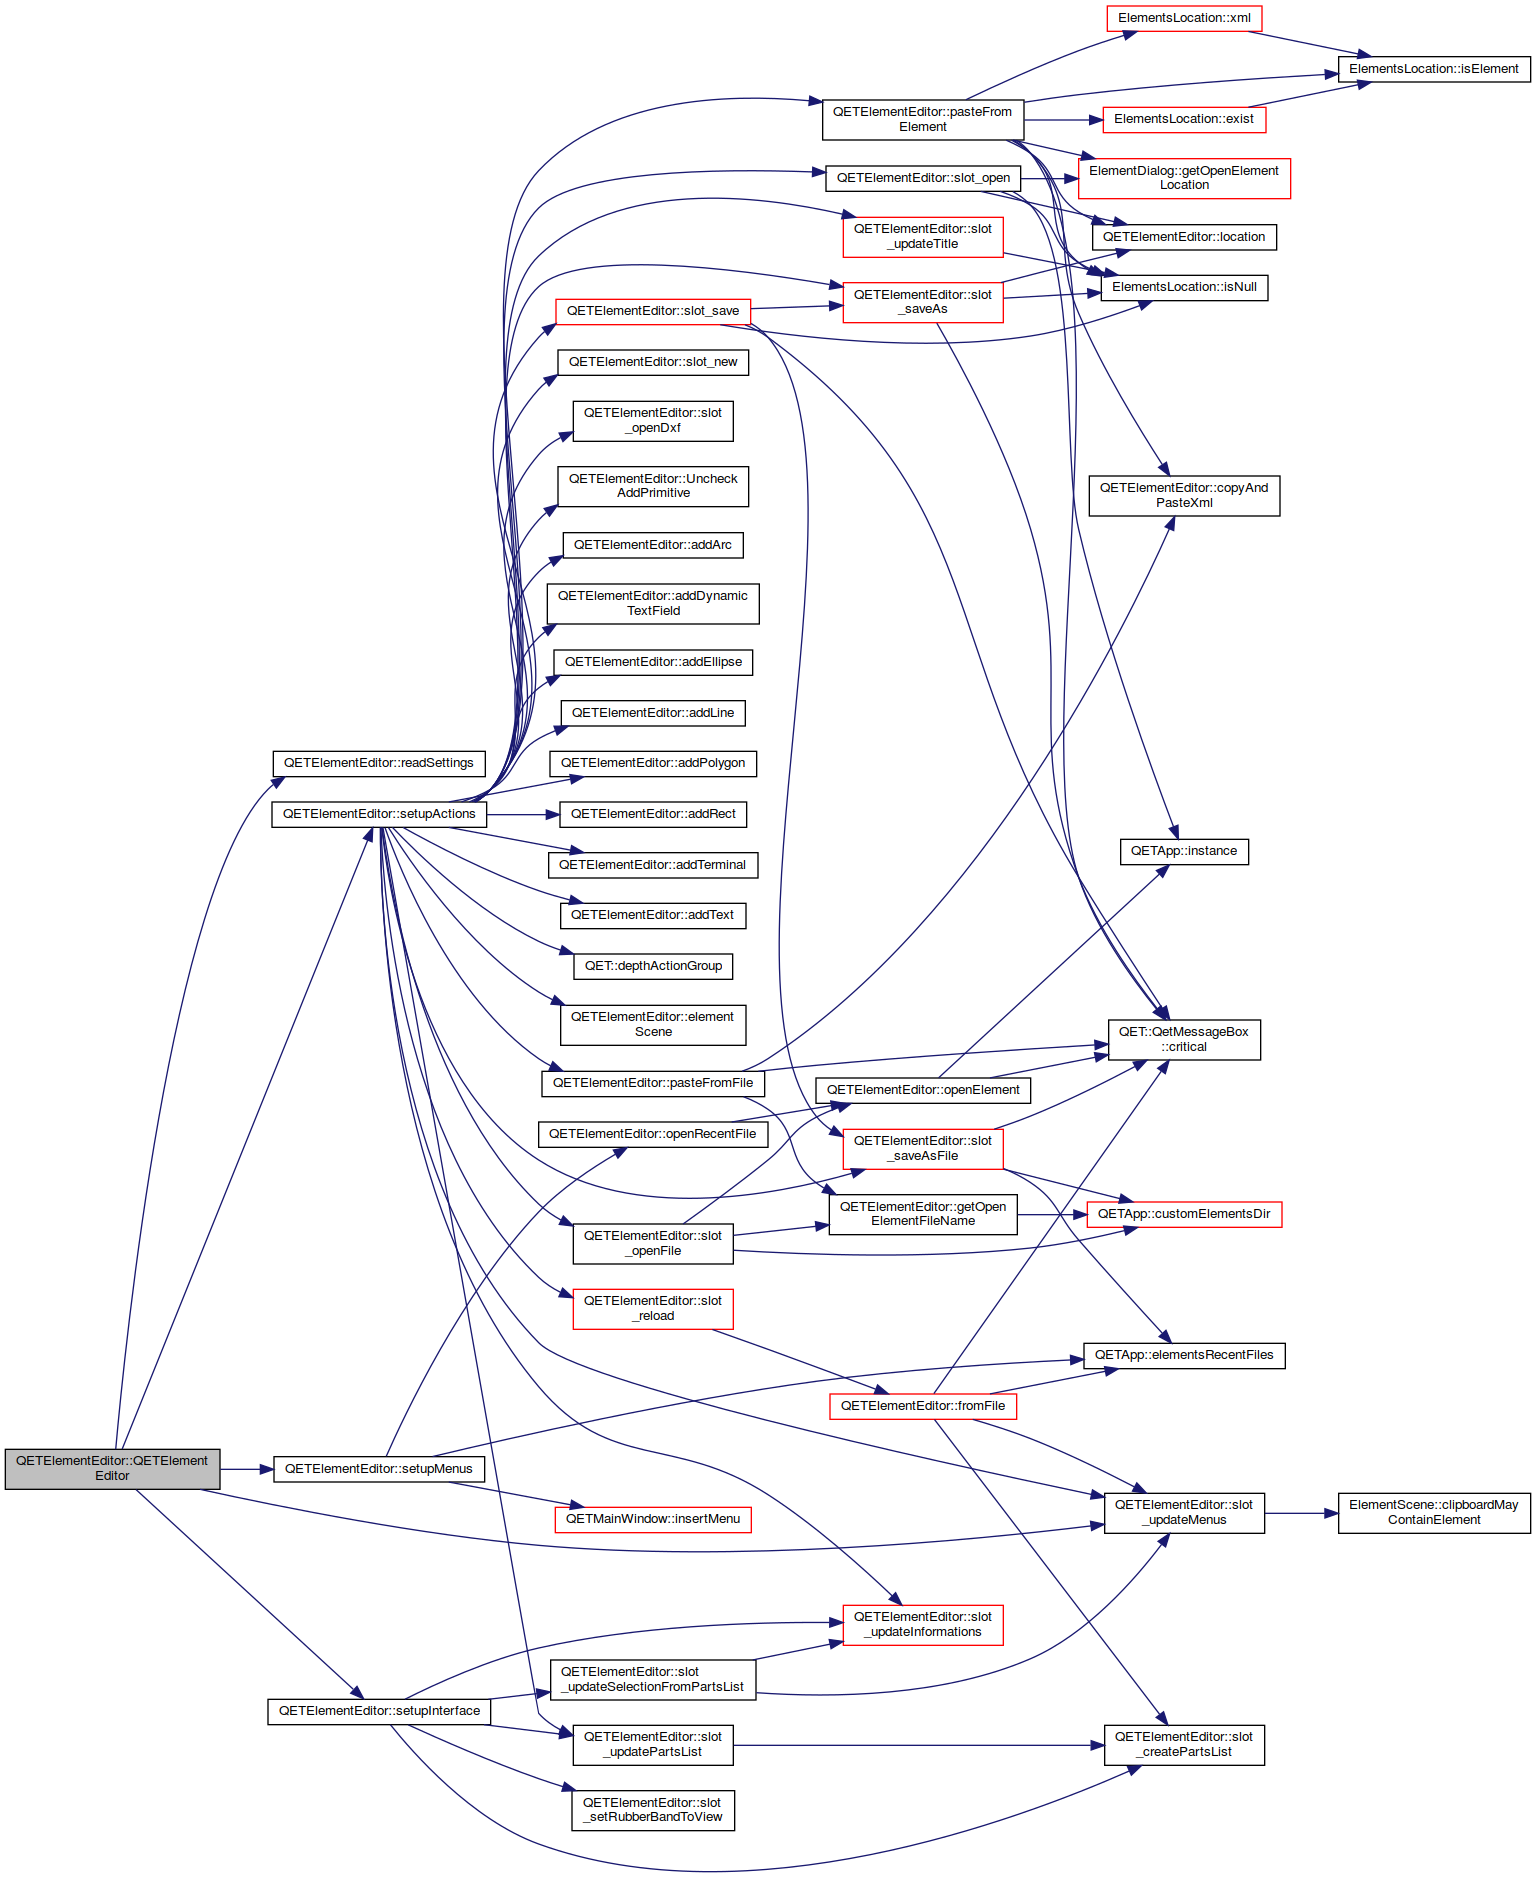 ElementsLocation::xml
ElementsLocation::isElement
QETElementEditor::pasteFrom
Element
ElementsLocation::exist
ElementDialog::getOpenElement
Location
QETElementEditor::slot_open
QETElementEditor::slot
_updateTitle
QETElementEditor::location
ElementsLocation::isNull
QETElementEditor::slot
_saveAs
QETElementEditor::slot_save
QETElementEditor::slot_new
QETElementEditor::slot
_openDxf
QETElementEditor::Uncheck
AddPrimitive
QETElementEditor::copyAnd
PasteXml
QETElementEditor::addArc
QETElementEditor::addDynamic
TextField
QETElementEditor::addEllipse
QETElementEditor::addLine
QETElementEditor::readSettings
QETElementEditor::addPolygon
QETElementEditor::setupActions
QETElementEditor::addRect
QETApp::instance
QETElementEditor::addTerminal
QETElementEditor::addText
QET::depthActionGroup
QETElementEditor::element
Scene
QET::QetMessageBox
::critical
QETElementEditor::pasteFromFile
QETElementEditor::openElement
QETElementEditor::openRecentFile
QETElementEditor::slot
_saveAsFile
QETElementEditor::getOpen
ElementFileName
QETApp::customElementsDir
QETElementEditor::slot
_openFile
QETElementEditor::slot
_reload
QETApp::elementsRecentFiles
QETElementEditor::fromFile
QETElementEditor::QETElement
Editor
QETElementEditor::setupMenus
QETMainWindow::insertMenu
QETElementEditor::slot
_updateMenus
ElementScene::clipboardMay
ContainElement
QETElementEditor::slot
_updateInformations
QETElementEditor::slot
_updateSelectionFromPartsList
QETElementEditor::setupInterface
QETElementEditor::slot
_updatePartsList
QETElementEditor::slot
_createPartsList
QETElementEditor::slot
_setRubberBandToView